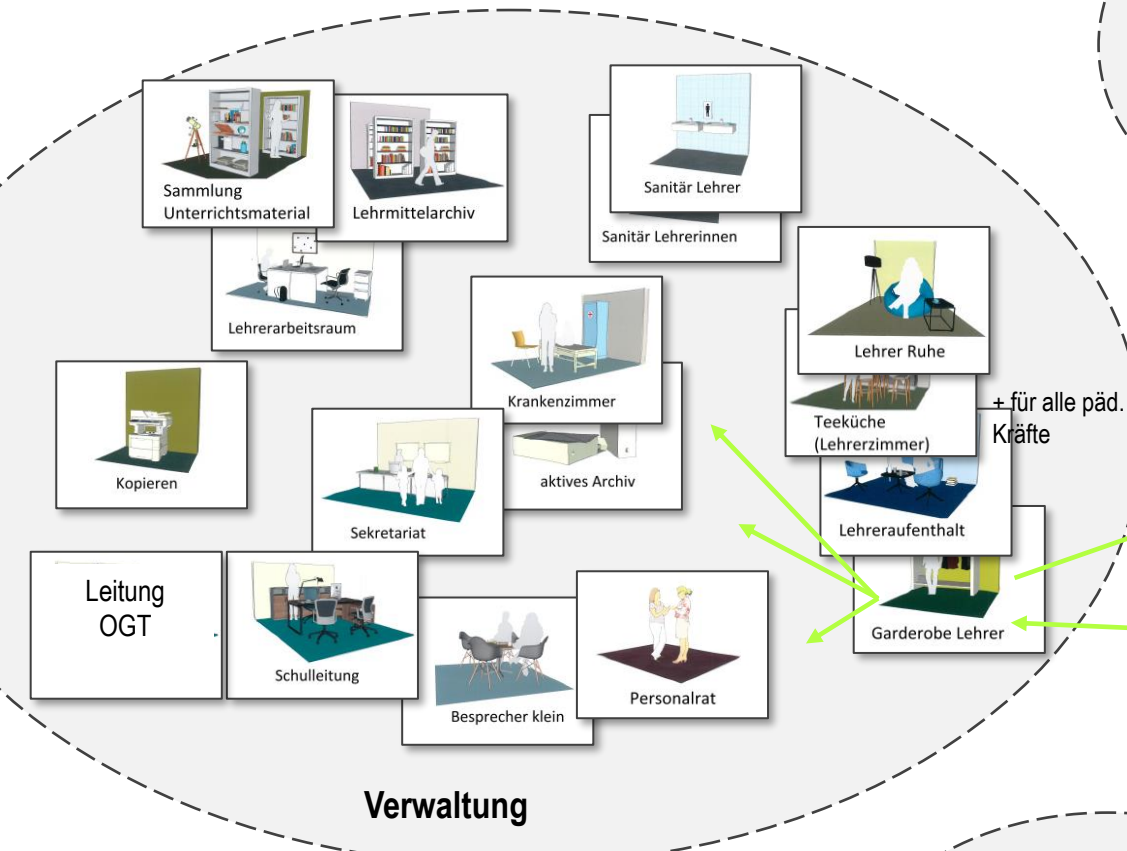 Sammlung
Unterrichtsmaterial
Lehrmittelarchiv
Sanitär Lehrer
Sanitär Lehrerinnen
Lehrerarbeitsraum
Lehrer Ruhe
Krankenzimmer
+ für alle päd.
Kräfte
Teeküche
(Lehrerzimmer)
Kopieren
aktives Archiv
Sekretariat
Lehreraufenthalt
Leitung
OGT
Garderobe Lehrer
Schulleitung
Personalrat
Besprecher klein
Verwaltung